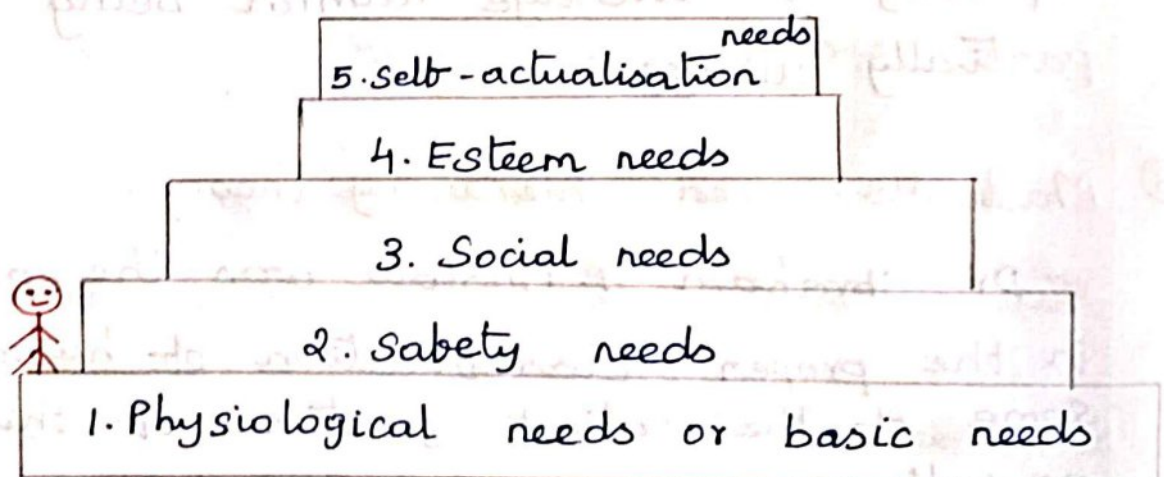 needs
5. selb-actualisation
4. Esteem needs
3. Social needs
2. sabety needs
1. Physiological needs or basic needs